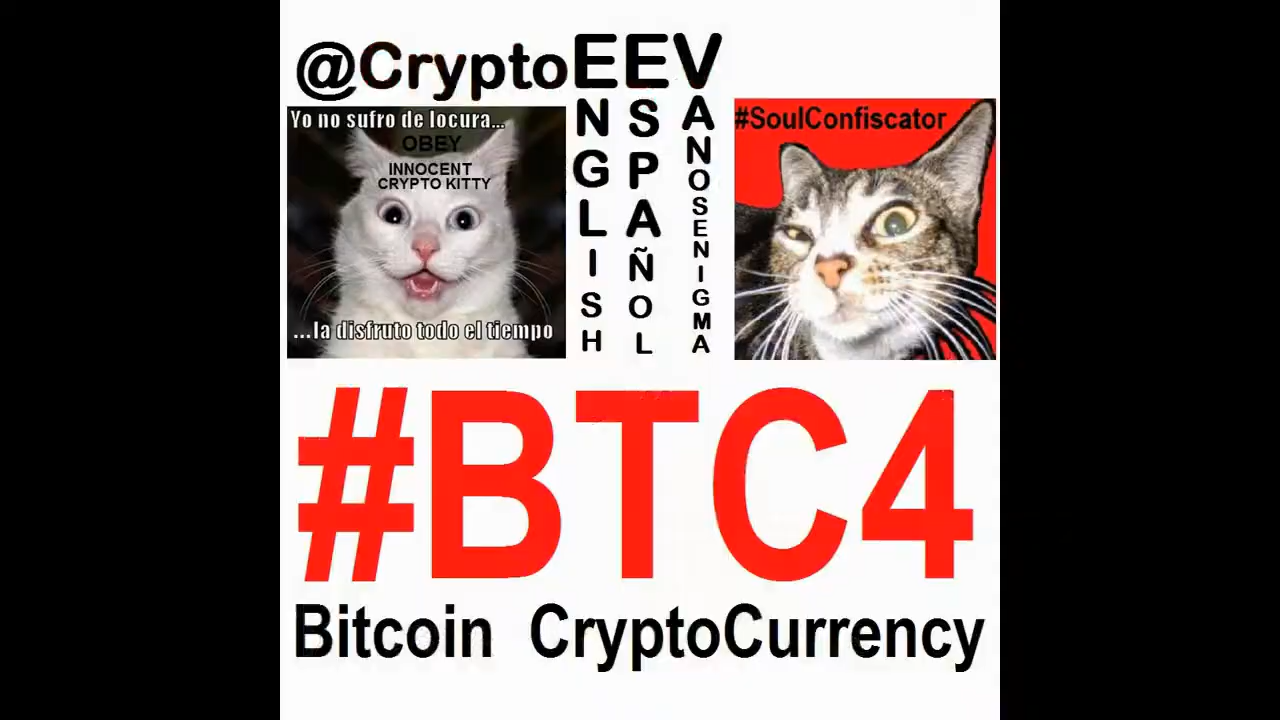 @CryptoEEV
ENGLISH
ESPAÑOL
VANOSENIGMA
Yo no sufro de locura...
OBEY
INNOCENT
CRYPTO KITTY
...la disfruto todo el tiempo
#SoulConfiscator
#BTC4
Bitcoin CryptoCurrency